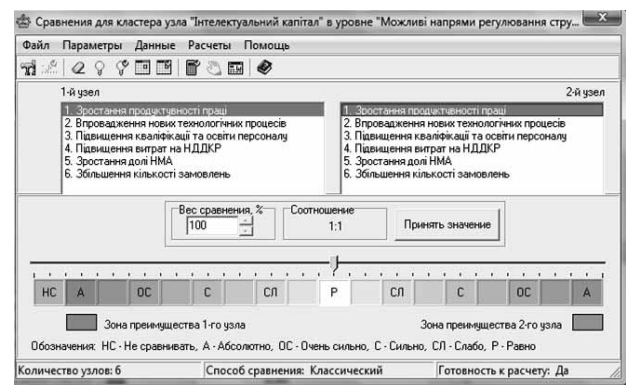 Сравнения для кластера узла "Інтелектуальний капітал" в уровне "Можливі напрями регулювання стру...
Файл Параметры Данные Расчеты Помощь
1-й узел
2-й узел
1. Зростання продуктувності праці
2. Впровадження нових технологічних процесів
3. Підвищення кваліфікації та освіти персоналу
4. Підвищення витрат на НДДКР
5. Зростання долі НМА
6. Збільшення кількості замовлень
1. Зростання продуктувності праці
2. Впровадження нових технологічних процесів
3. Підвищення кваліфікації та освіти персоналу
4. Підвищення витрат на НДДКР
5. Зростання долі НМА
6. Збільшення кількості замовлень
Вес сравнения, % Соотношение
100 1:1 Принять значение
НС А ОС С СЛ Р СЛ С ОС А
Зона преимущества 1-го узла Зона преимущества 2-го узла
Обозначения: НС - Не сравнивать, А - Абсолютно, ОС - Очень сильно, С - Сильно, СЛ - Слабо, Р - Равно
Количество узлов: 6 Способ сравнения: Классический Готовность к расчету: Да